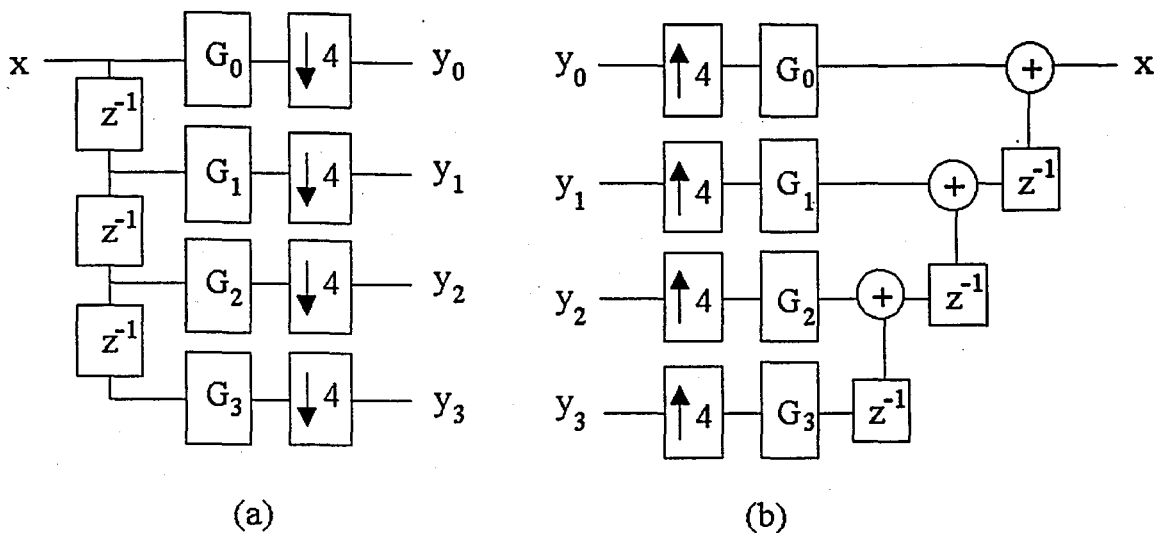 x G₀ ↓4 y₀
z⁻¹
G₁ ↓4 y₁
z⁻¹
G₂ ↓4 y₂
z⁻¹
G₃ ↓4 y₃
(a)
y₀ ↑4 G₀ + x
y₁ ↑4 G₁ + z⁻¹
y₂ ↑4 G₂ + z⁻¹
y₃ ↑4 G₃ z⁻¹
(b)